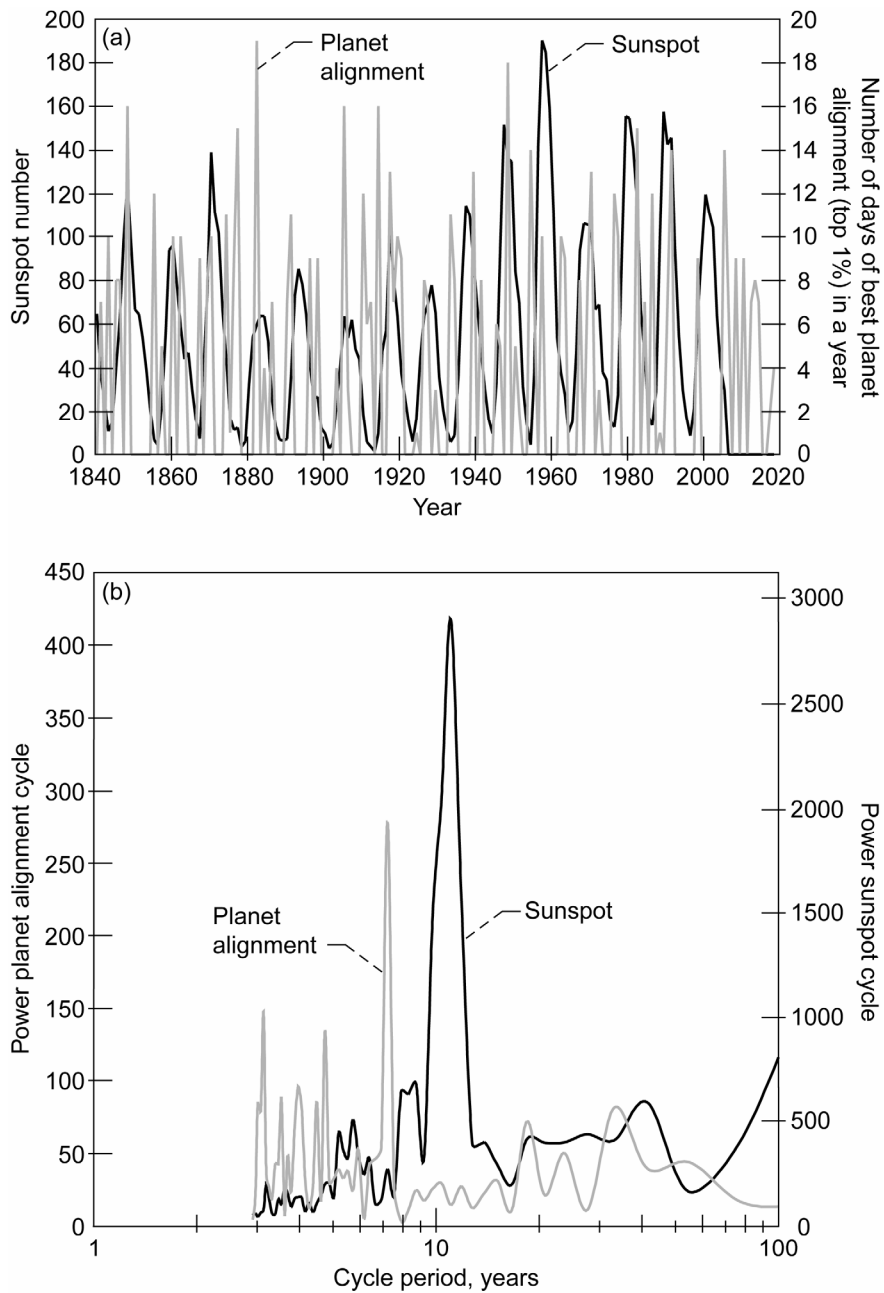 (a)
Planet
alignment
Sunspot
200
180
160
140
120
100
80
60
40
20
0
Sunspot number
20
18
16
14
12
10
8
6
4
2
0
Number of days of best planet
alignment (top 1%) in a year
1840 1860 1880 1900 1920 1940 1960 1980 2000 2020
Year
(b)
450
400
350
300
250
200
150
100
50
0
Power planet alignment cycle
Planet
alignment
Sunspot
3000
2500
2000
1500
1000
500
0
Power sunspot cycle
1 10 100
Cycle period, years